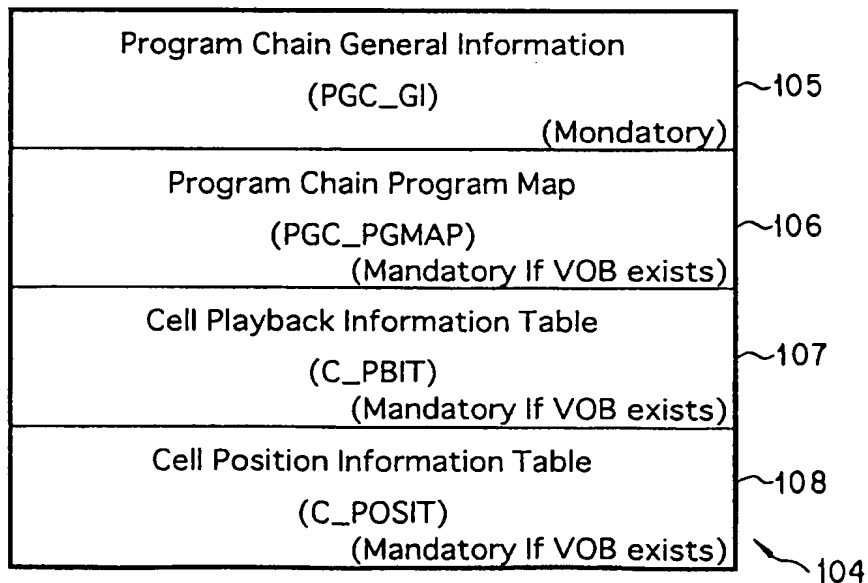 Program Chain General Information
(PGC_GI)
(Mondatory)
105
Program Chain Program Map
(PGC_PGMAP)
(Mandatory If VOB exists)
106
Cell Playback Information Table
(C_PBIT)
(Mandatory If VOB exists)
107
Cell Position Information Table
(C_POSIT)
(Mandatory If VOB exists)
108
104